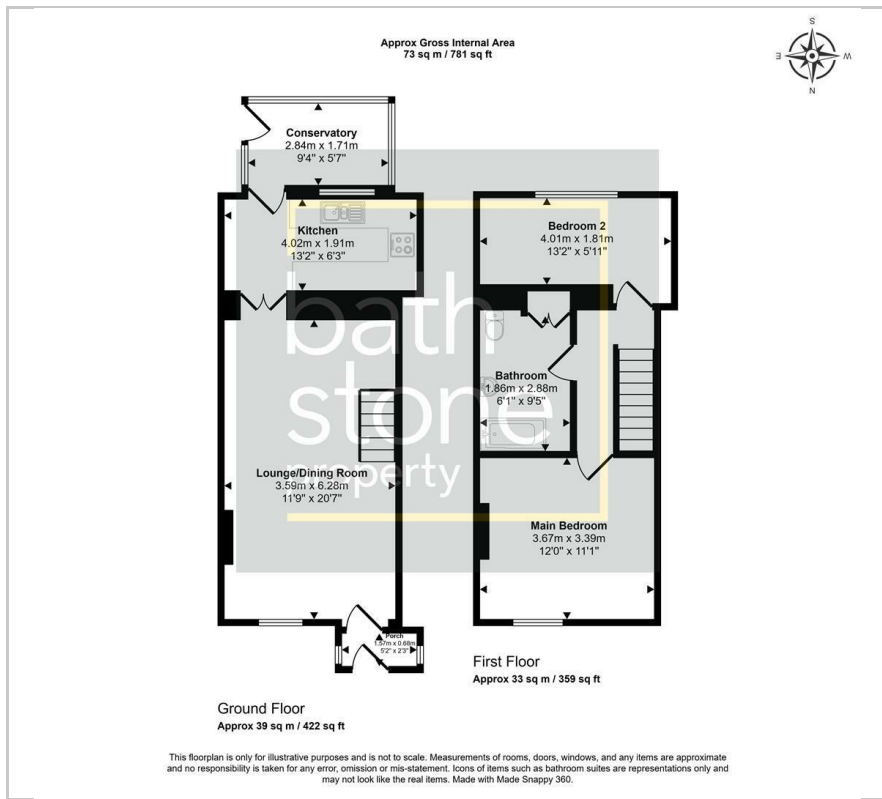 Approx Gross Internal Area
73 sq m / 781 sq ft
S
E
W
N
Conservatory
2.84m x 1.71m
9'4" x 5'7"
Kitchen
4.02m x 1.91m
13'2" x 6'3"
Bedroom 2
4.01m x 1.81m
13'2" x 5'11"
bath
stone
property
Bathroom
1.86m x 2.88m
6'1" x 9'5"
Lounge/Dining Room
3.59m x 6.28m
11'9" x 20'7"
Main Bedroom
3.67m x 3.39m
12'0" x 11'1"
Porch
1.57m x 0.68m
5'2" x 2'3"
First Floor
Approx 33 sq m / 359 sq ft
Ground Floor
Approx 39 sq m / 422 sq ft
This floorplan is only for illustrative purposes and is not to scale. Measurements of rooms, doors, windows, and any items are approximate
and no responsibility is taken for any error, omission or mis-statement. Icons of items such as bathroom suites are representations only and
may not look like the real items. Made with Made Snappy 360.